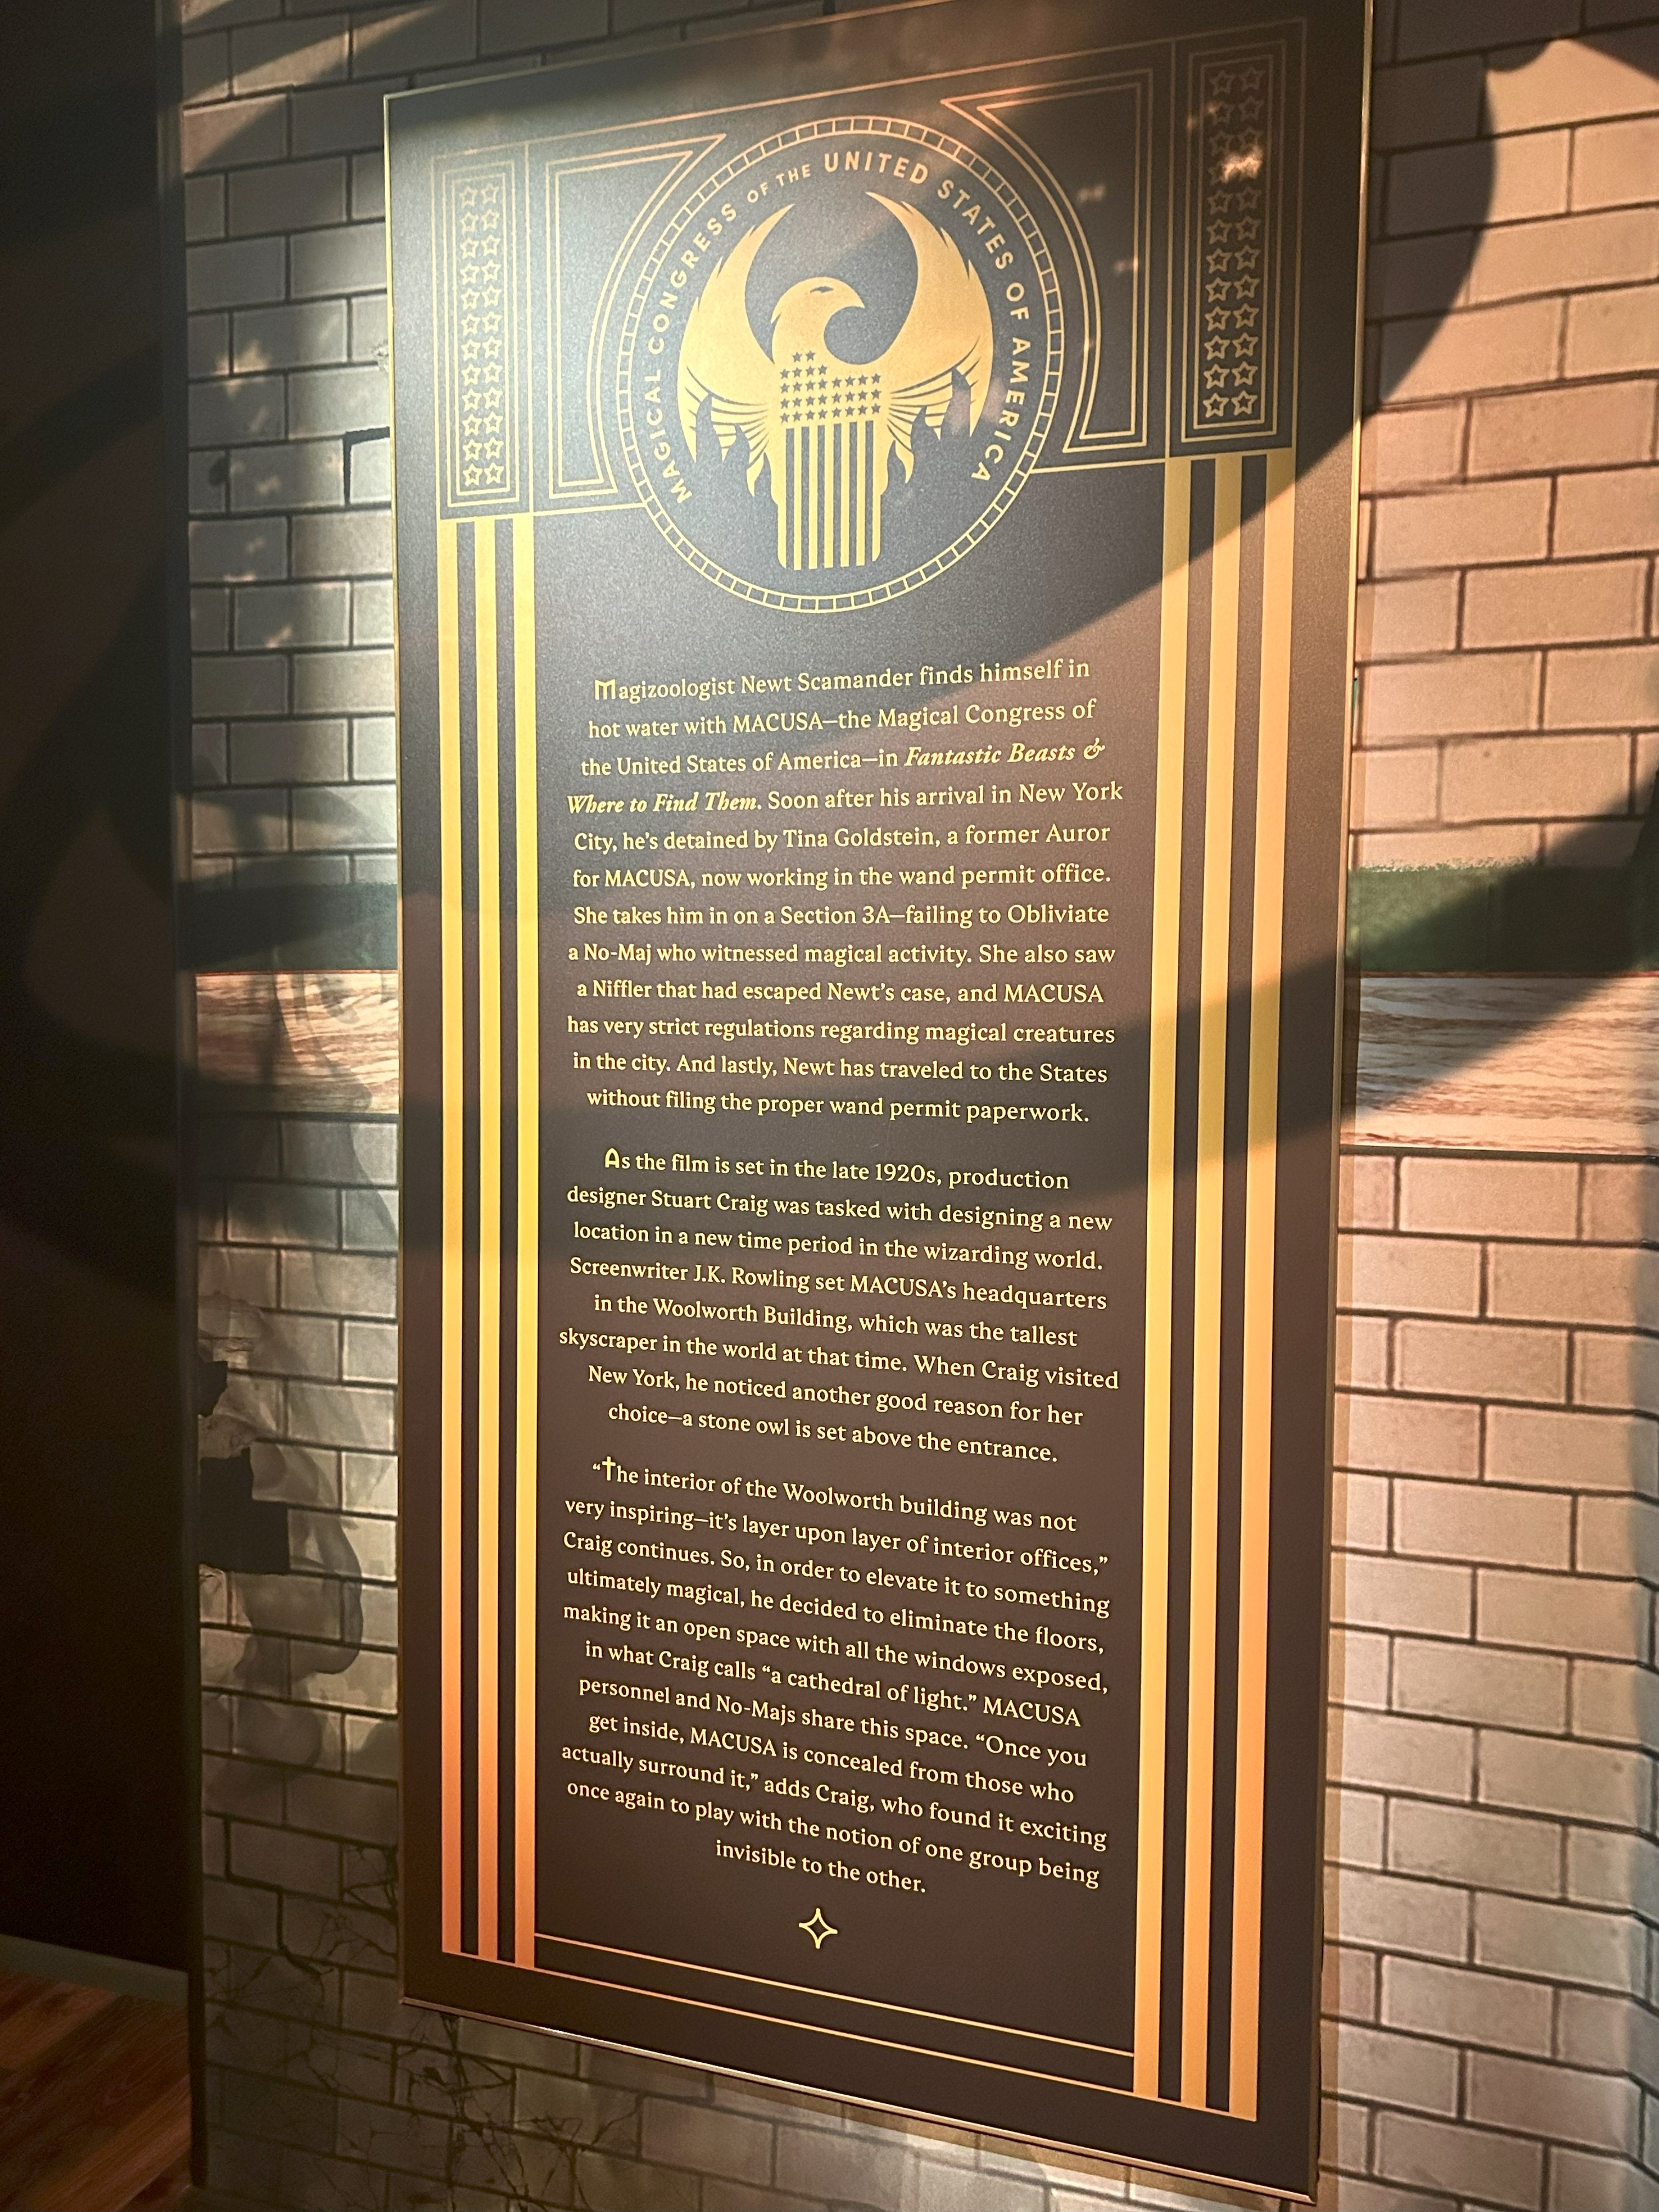 MAGICAL CONGRESS OF THE UNITED STATES OF AMERICA
Magizoologist Newt Scamander finds himself in
hot water with MACUSA—the Magical Congress of
the United States of America—in Fantastic Beasts &
Where to Find Them. Soon after his arrival in New York
City, he’s detained by Tina Goldstein, a former Auror
for MACUSA, now working in the wand permit office.
She takes him in on a Section 3A—failing to Obliviate
a No-Maj who witnessed magical activity. She also saw
a Niffler that had escaped Newt’s case, and MACUSA
has very strict regulations regarding magical creatures
in the city. And lastly, Newt has traveled to the States
without filing the proper wand permit paperwork.
As the film is set in the late 1920s, production
designer Stuart Craig was tasked with designing a new
location in a new time period in the wizarding world.
Screenwriter J.K. Rowling set MACUSA’s headquarters
in the Woolworth Building, which was the tallest
skyscraper in the world at that time. When Craig visited
New York, he noticed another good reason for her
choice—a stone owl is set above the entrance.
“The interior of the Woolworth building was not
very inspiring—it’s layer upon layer of interior offices,”
Craig continues. So, in order to elevate it to something
ultimately magical, he decided to eliminate the floors,
making it an open space with all the windows exposed,
in what Craig calls “a cathedral of light.” MACUSA
personnel and No-Majs share this space. “Once you
get inside, MACUSA is concealed from those who
actually surround it,” adds Craig, who found it exciting
once again to play with the notion of one group being
invisible to the other.